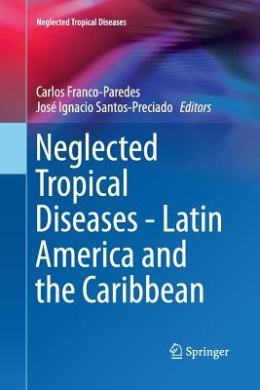 Neglected Tropical Diseases
Carlos Franco-Paredes
José Ignacio Santos-Preciado Editors
Neglected
Tropical
Diseases - Latin
America and
the Caribbean
Springer